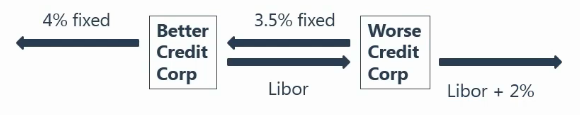 4% fixed
3.5% fixed
Better
Credit
Corp
Worse
Credit
Corp
Libor
Libor + 2%